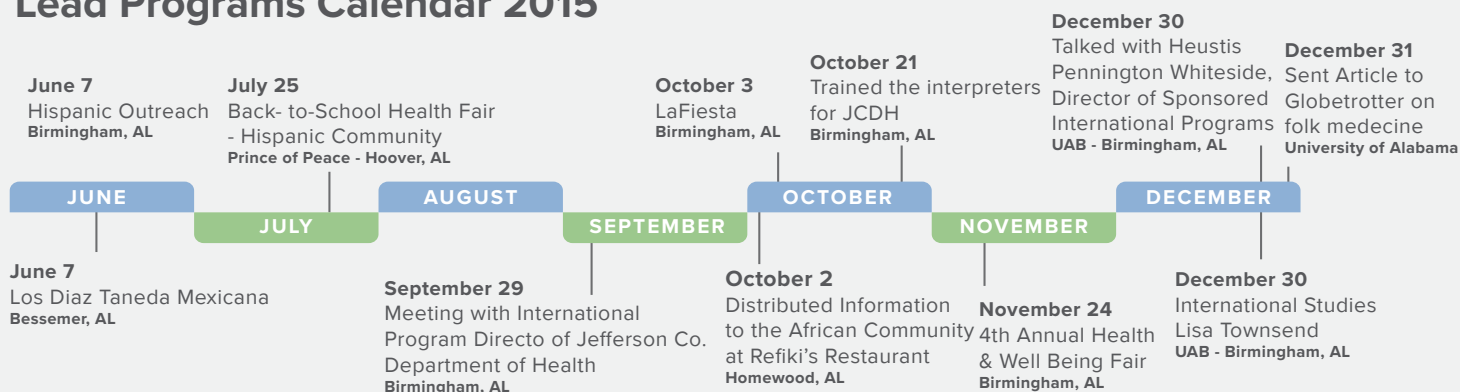 Lead Programs Calendar 2015
June 7
Hispanic Outreach
Birmingham, AL
July 25
Back- to-School Health Fair
- Hispanic Community
Prince of Peace - Hoover, AL
October 3
LaFiesta
Birmingham, AL
October 21
Trained the interpreters
for JCDH
Birmingham, AL
December 30
Talked with Heustis
Pennington Whiteside,
Director of Sponsored
International Programs
UAB - Birmingham, AL
December 31
Sent Article to
Globetrotter on
folk medecine
University of Alabama
JUNE
JULY
AUGUST
SEPTEMBER
OCTOBER
NOVEMBER
DECEMBER
June 7
Los Diaz Taneda Mexicana
Bessemer, AL
September 29
Meeting with International
Program Directo of Jefferson Co.
Department of Health
Birmingham, AL
October 2
Distributed Information
to the African Community
at Refiki's Restaurant
Homewood, AL
November 24
4th Annual Health
& Well Being Fair
Birmingham, AL
December 30
International Studies
Lisa Townsend
UAB - Birmingham, AL